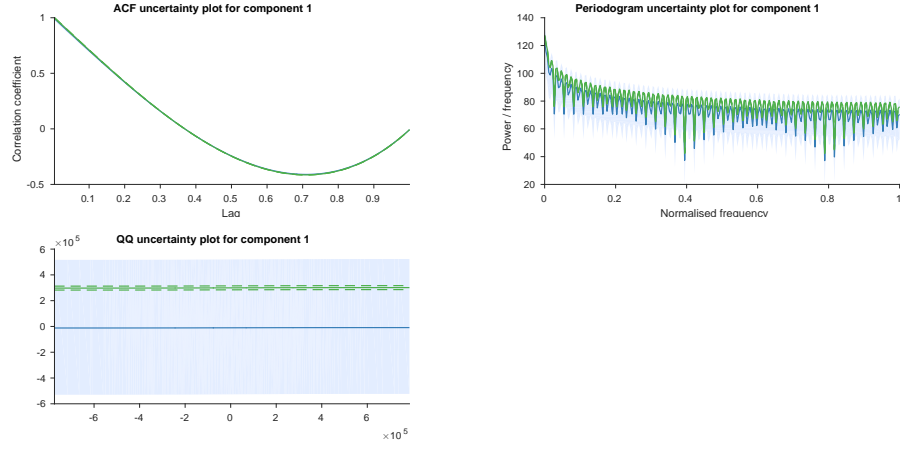 ACF uncertainty plot for component 1
1
0.5
0
-0.5
Correlation coefficient
0.1 0.2 0.3 0.4 0.5 0.6 0.7 0.8 0.9
Lag
Periodogram uncertainty plot for component 1
140
120
100
80
60
40
20
Power / frequency
0 0.2 0.4 0.6 0.8 1
Normalised frequency
QQ uncertainty plot for component 1
×10 5
6
4
2
0
-2
-4
-6
-6 -4 -2 0 2 4 6
×10 5